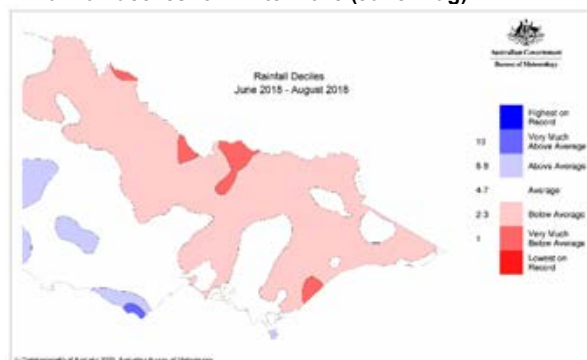 Australian Government
Bureau of Meteorology
Rainfall Deciles
June 2018 - August 2018
Highest on
Record
10
Very Much
Above Average
8-9
Above Average
4-7
Average
2-3
Below Average
1
Very Much
Below Average
Lowest on
Record